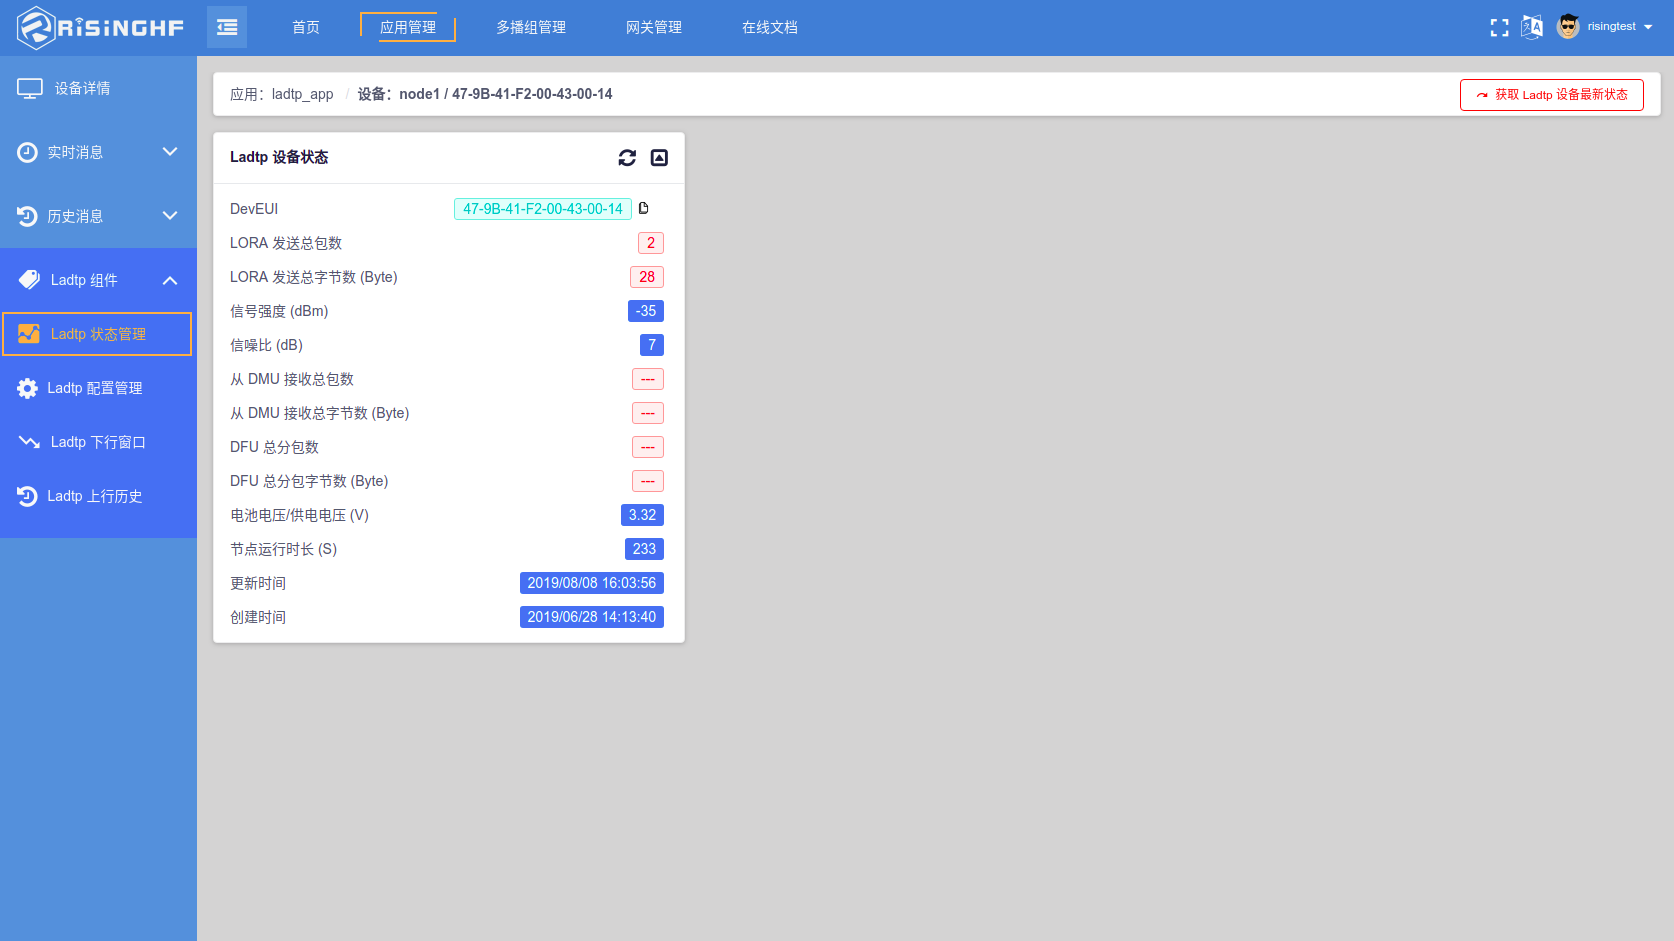 RiSiNGHF
首页
应用管理
多播组管理
网关管理
在线文档
risingtest
设备详情
实时消息
历史消息
Ladtp 组件
Ladtp 状态管理
Ladtp 配置管理
Ladtp 下行窗口
Ladtp 上行历史
应用：ladtp_app / 设备：node1 / 47-9B-41-F2-00-43-00-14
获取 Ladtp 设备最新状态
Ladtp 设备状态
DevEUI 47-9B-41-F2-00-43-00-14
LORA 发送总包数 2
LORA 发送总字节数 (Byte) 28
信号强度 (dBm) -35
信噪比 (dB) 7
从 DMU 接收总包数 ---
从 DMU 接收总字节数 (Byte) ---
DFU 总分包数 ---
DFU 总分包字节数 (Byte) ---
电池电压/供电电压 (V) 3.32
节点运行时长 (S) 233
更新时间 2019/08/08 16:03:56
创建时间 2019/06/28 14:13:40